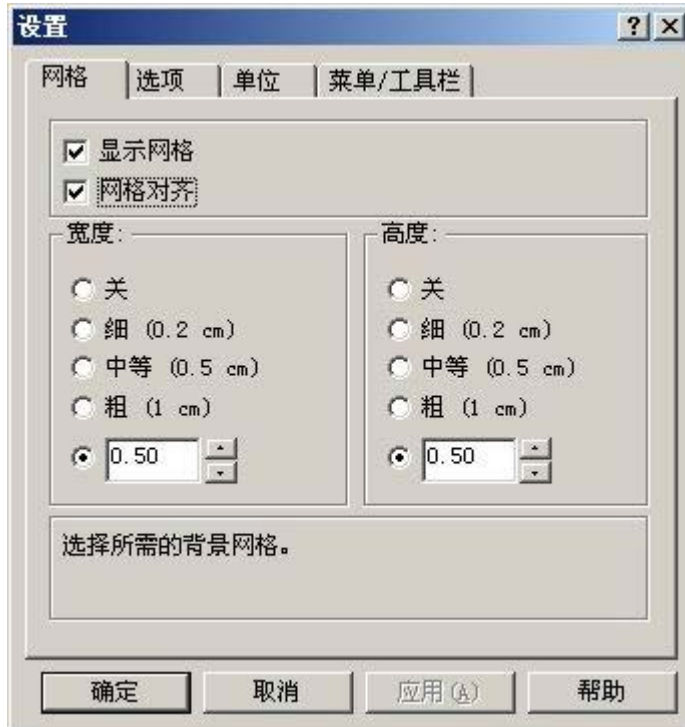 设置
网格 选项 单位 菜单/工具栏
显示网格
网格对齐
宽度: 高度:
关 关
细 (0.2 cm) 细 (0.2 cm)
中等 (0.5 cm) 中等 (0.5 cm)
粗 (1 cm) 粗 (1 cm)
0.50 0.50
选择所需的背景网格。
确定 取消 应用(A) 帮助